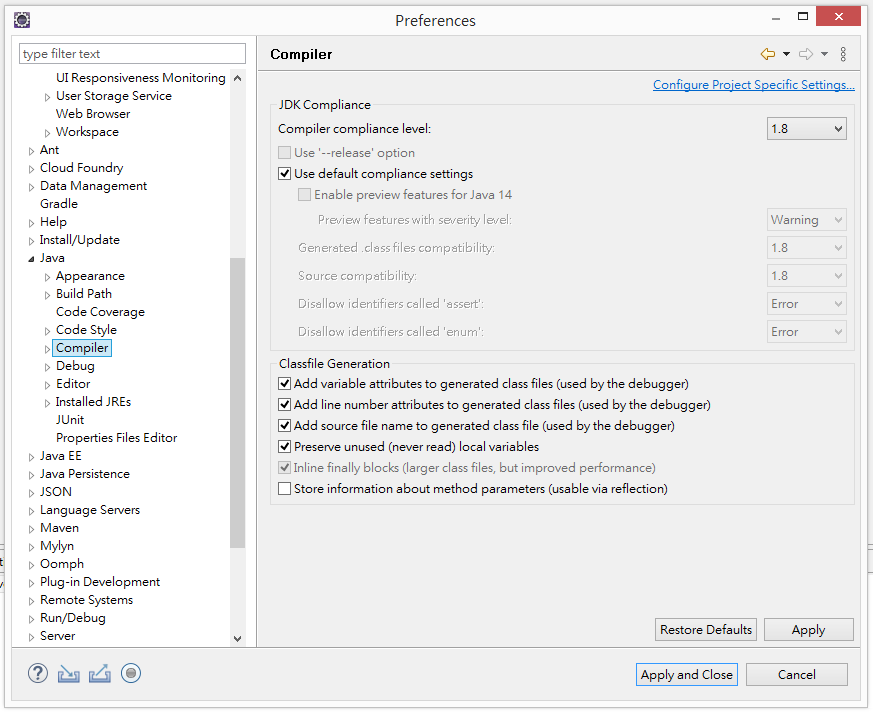 Preferences
type filter text
UI Responsiveness Monitoring
User Storage Service
Web Browser
Workspace
Ant
Cloud Foundry
Data Management
Gradle
Help
Install/Update
Java
Appearance
Build Path
Code Coverage
Code Style
Compiler
Debug
Editor
Installed JREs
JUnit
Properties Files Editor
Java EE
Java Persistence
JSON
Language Servers
Maven
Mylyn
Oomph
Plug-in Development
Remote Systems
Run/Debug
Server
Compiler
Configure Project Specific Settings...
JDK Compliance
Compiler compliance level: 1.8
Use '--release' option
Use default compliance settings
Enable preview features for Java 14
Preview features with severity level: Warning
Generated .class files compatibility: 1.8
Source compatibility: 1.8
Disallow identifiers called 'assert': Error
Disallow identifiers called 'enum': Error
Classfile Generation
Add variable attributes to generated class files (used by the debugger)
Add line number attributes to generated class files (used by the debugger)
Add source file name to generated class file (used by the debugger)
Preserve unused (never read) local variables
Inline finally blocks (larger class files, but improved performance)
Store information about method parameters (usable via reflection)
Restore Defaults Apply
Apply and Close Cancel